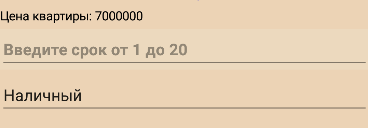 Цена квартиры: 7000000
Введите срок от 1 до 20
Наличный